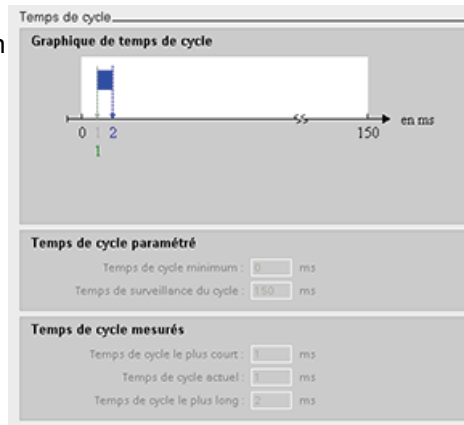 Temps de cycle
Graphique de temps de cycle
0 1 2 150 en ms
1
Temps de cycle paramétré
Temps de cycle minimum : 0 ms
Temps de surveillance du cycle : 150 ms
Temps de cycle mesurés
Temps de cycle le plus court : 1 ms
Temps de cycle actuel : 1 ms
Temps de cycle le plus long : 2 ms